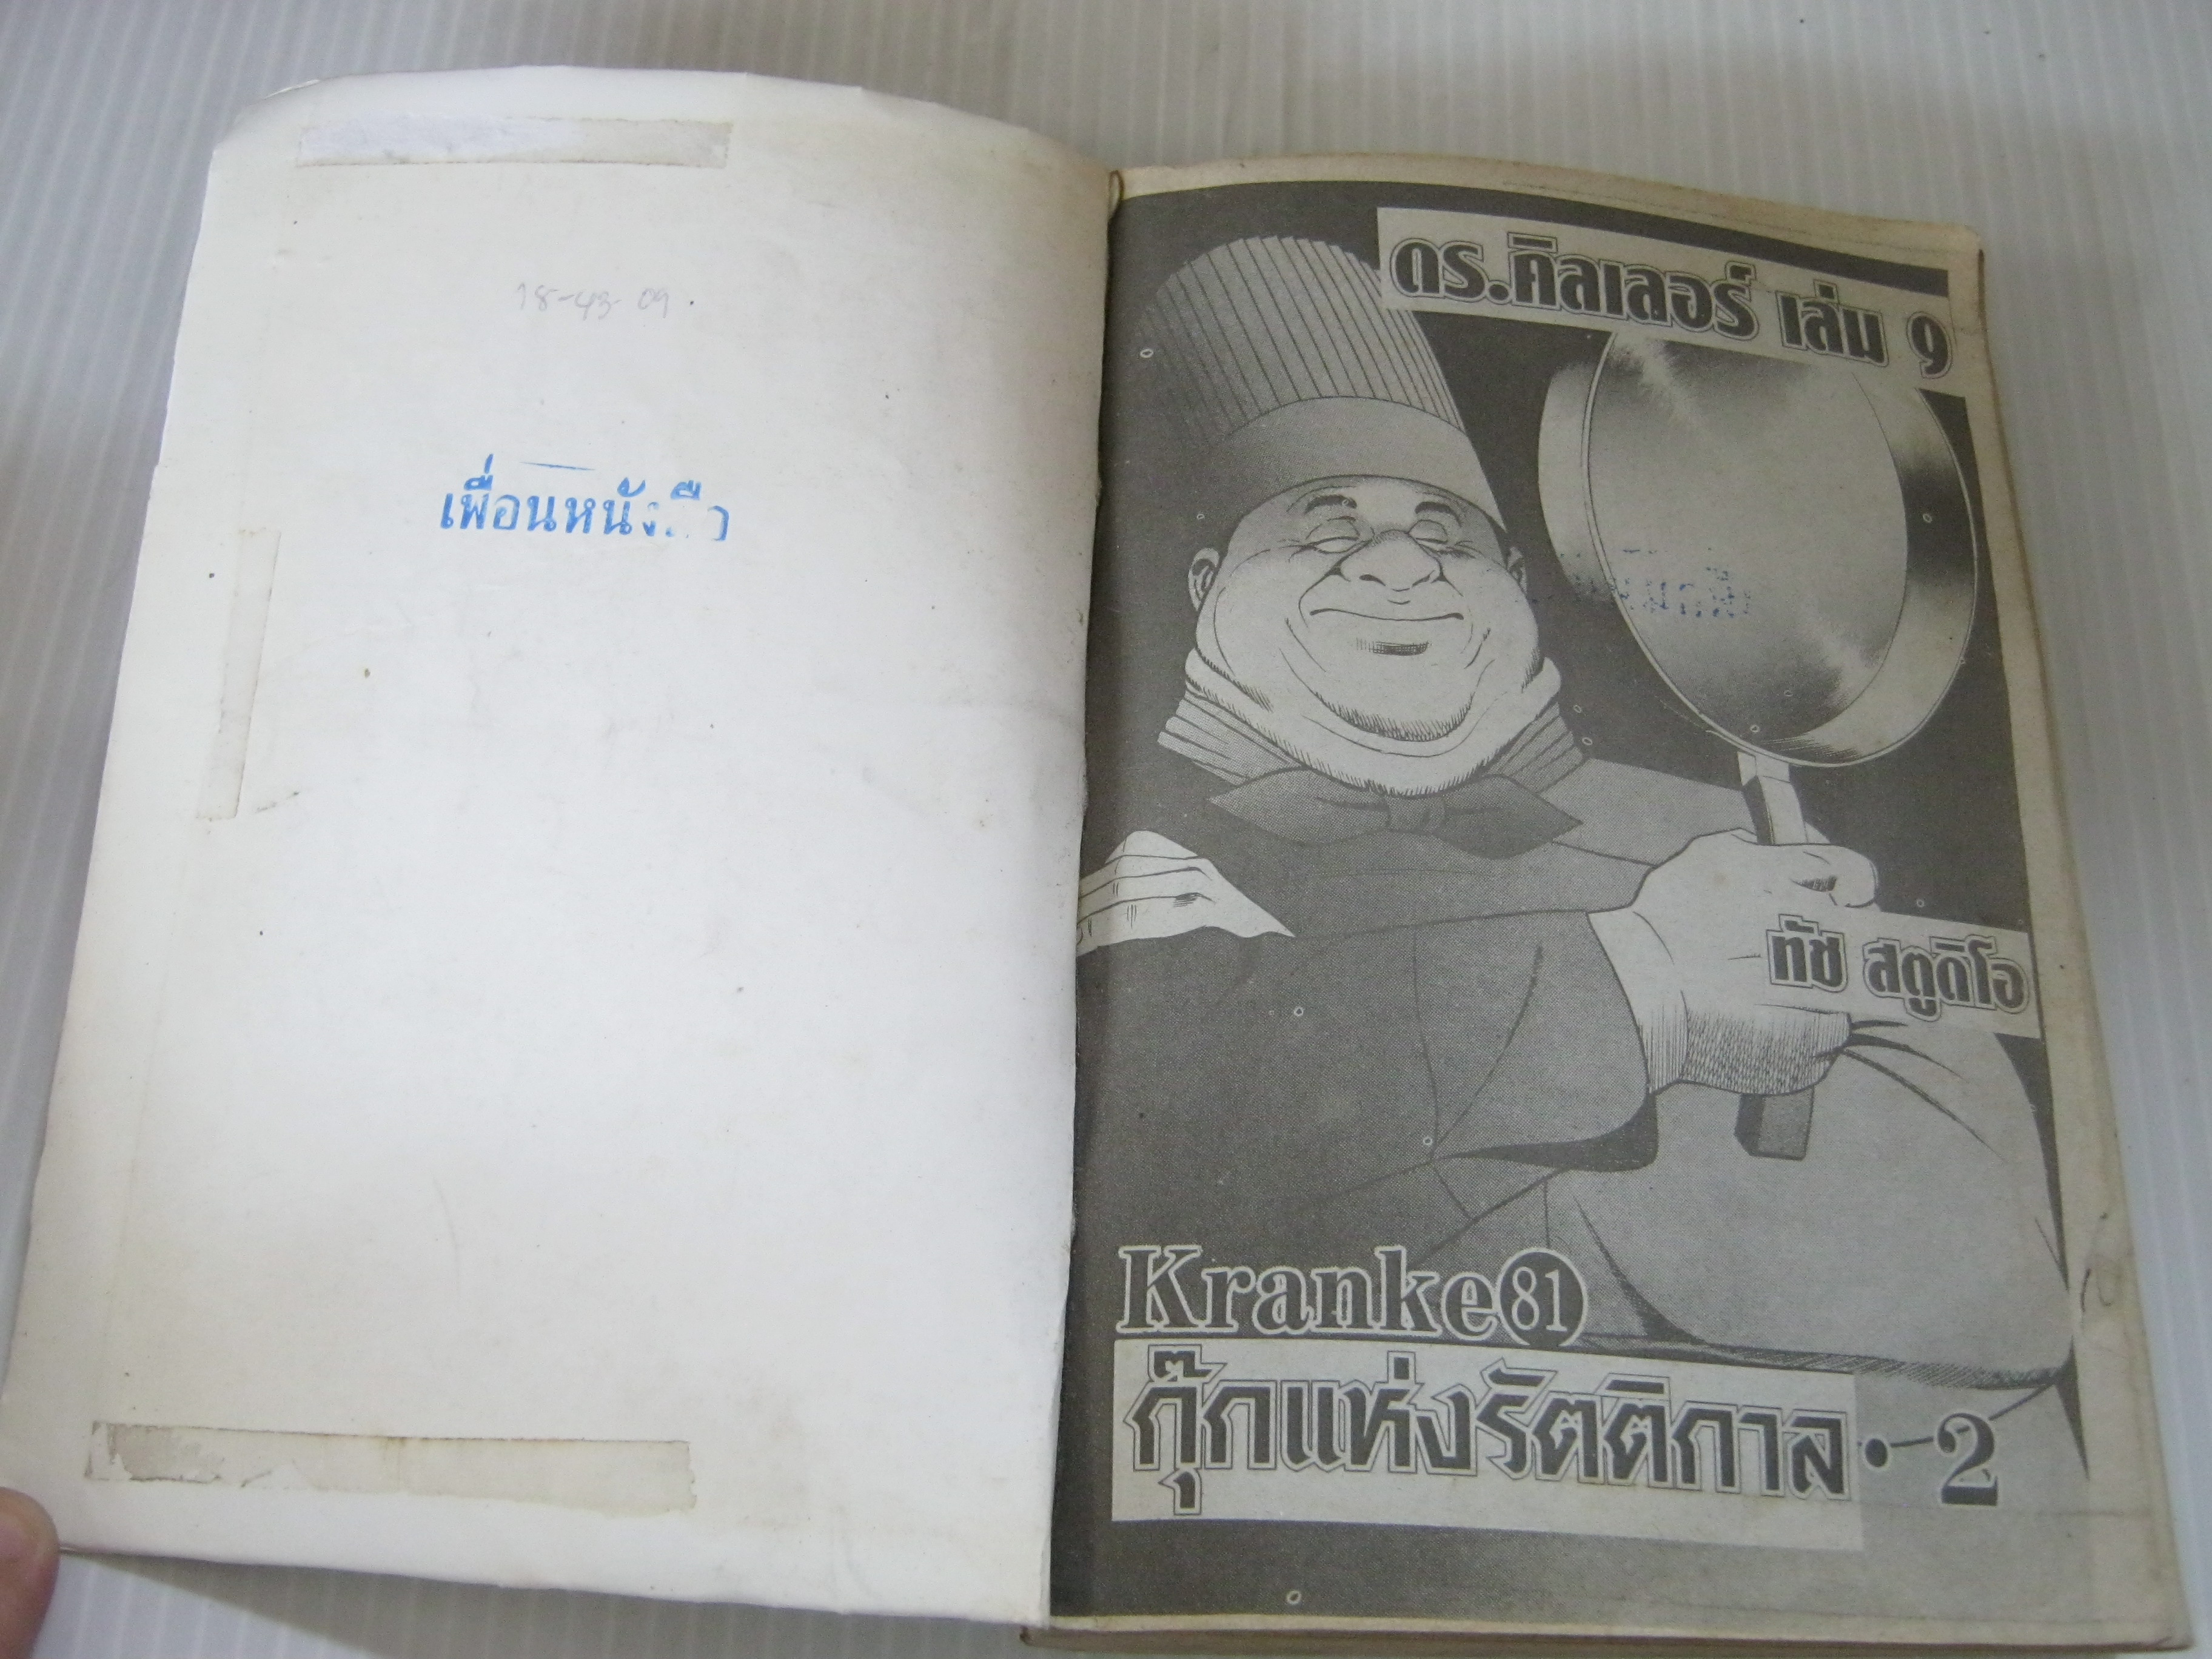 18-43-09
เพื่อนหนังสือ
ดร.คิลเลอร์ เล่ม 9
ทัช สตูดิโอ
Kranke 81
กุ๊กแห่งรัตติกาล • 2